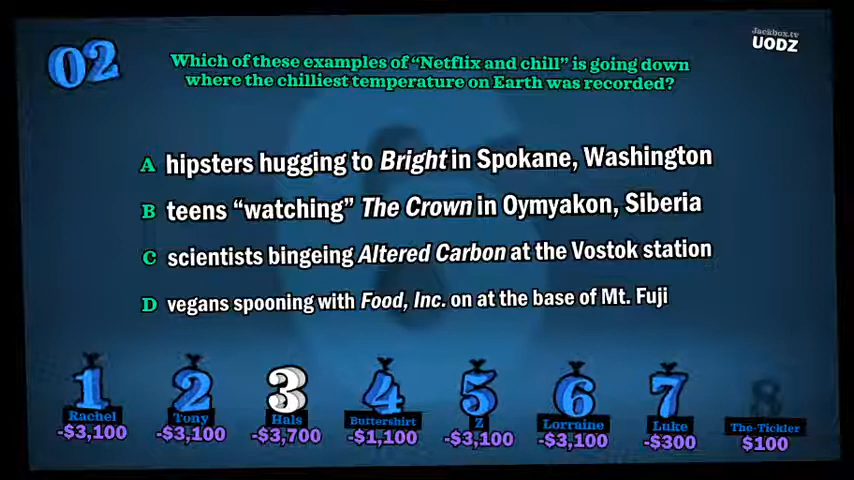 Jackbox.tv
UODZ
02
Which of these examples of “Netflix and chill” is going down
where the chilliest temperature on Earth was recorded?
A hipsters hugging to Bright in Spokane, Washington
B teens “watching” The Crown in Oymyakon, Siberia
C scientists bingeing Altered Carbon at the Vostok station
D vegans spooning with Food, Inc. on at the base of Mt. Fuji
1 2 3 4 5 6 7 8
Rachel Tony Hals Buttershirt Z Lorraine Luke The-Tickler
-$3,100 -$3,100 -$3,700 -$1,100 -$3,100 -$3,100 -$300 $100